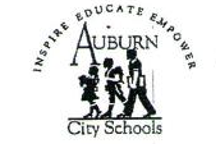 INSPIRE EDUCATE EMPOWER
AUBURN
City Schools